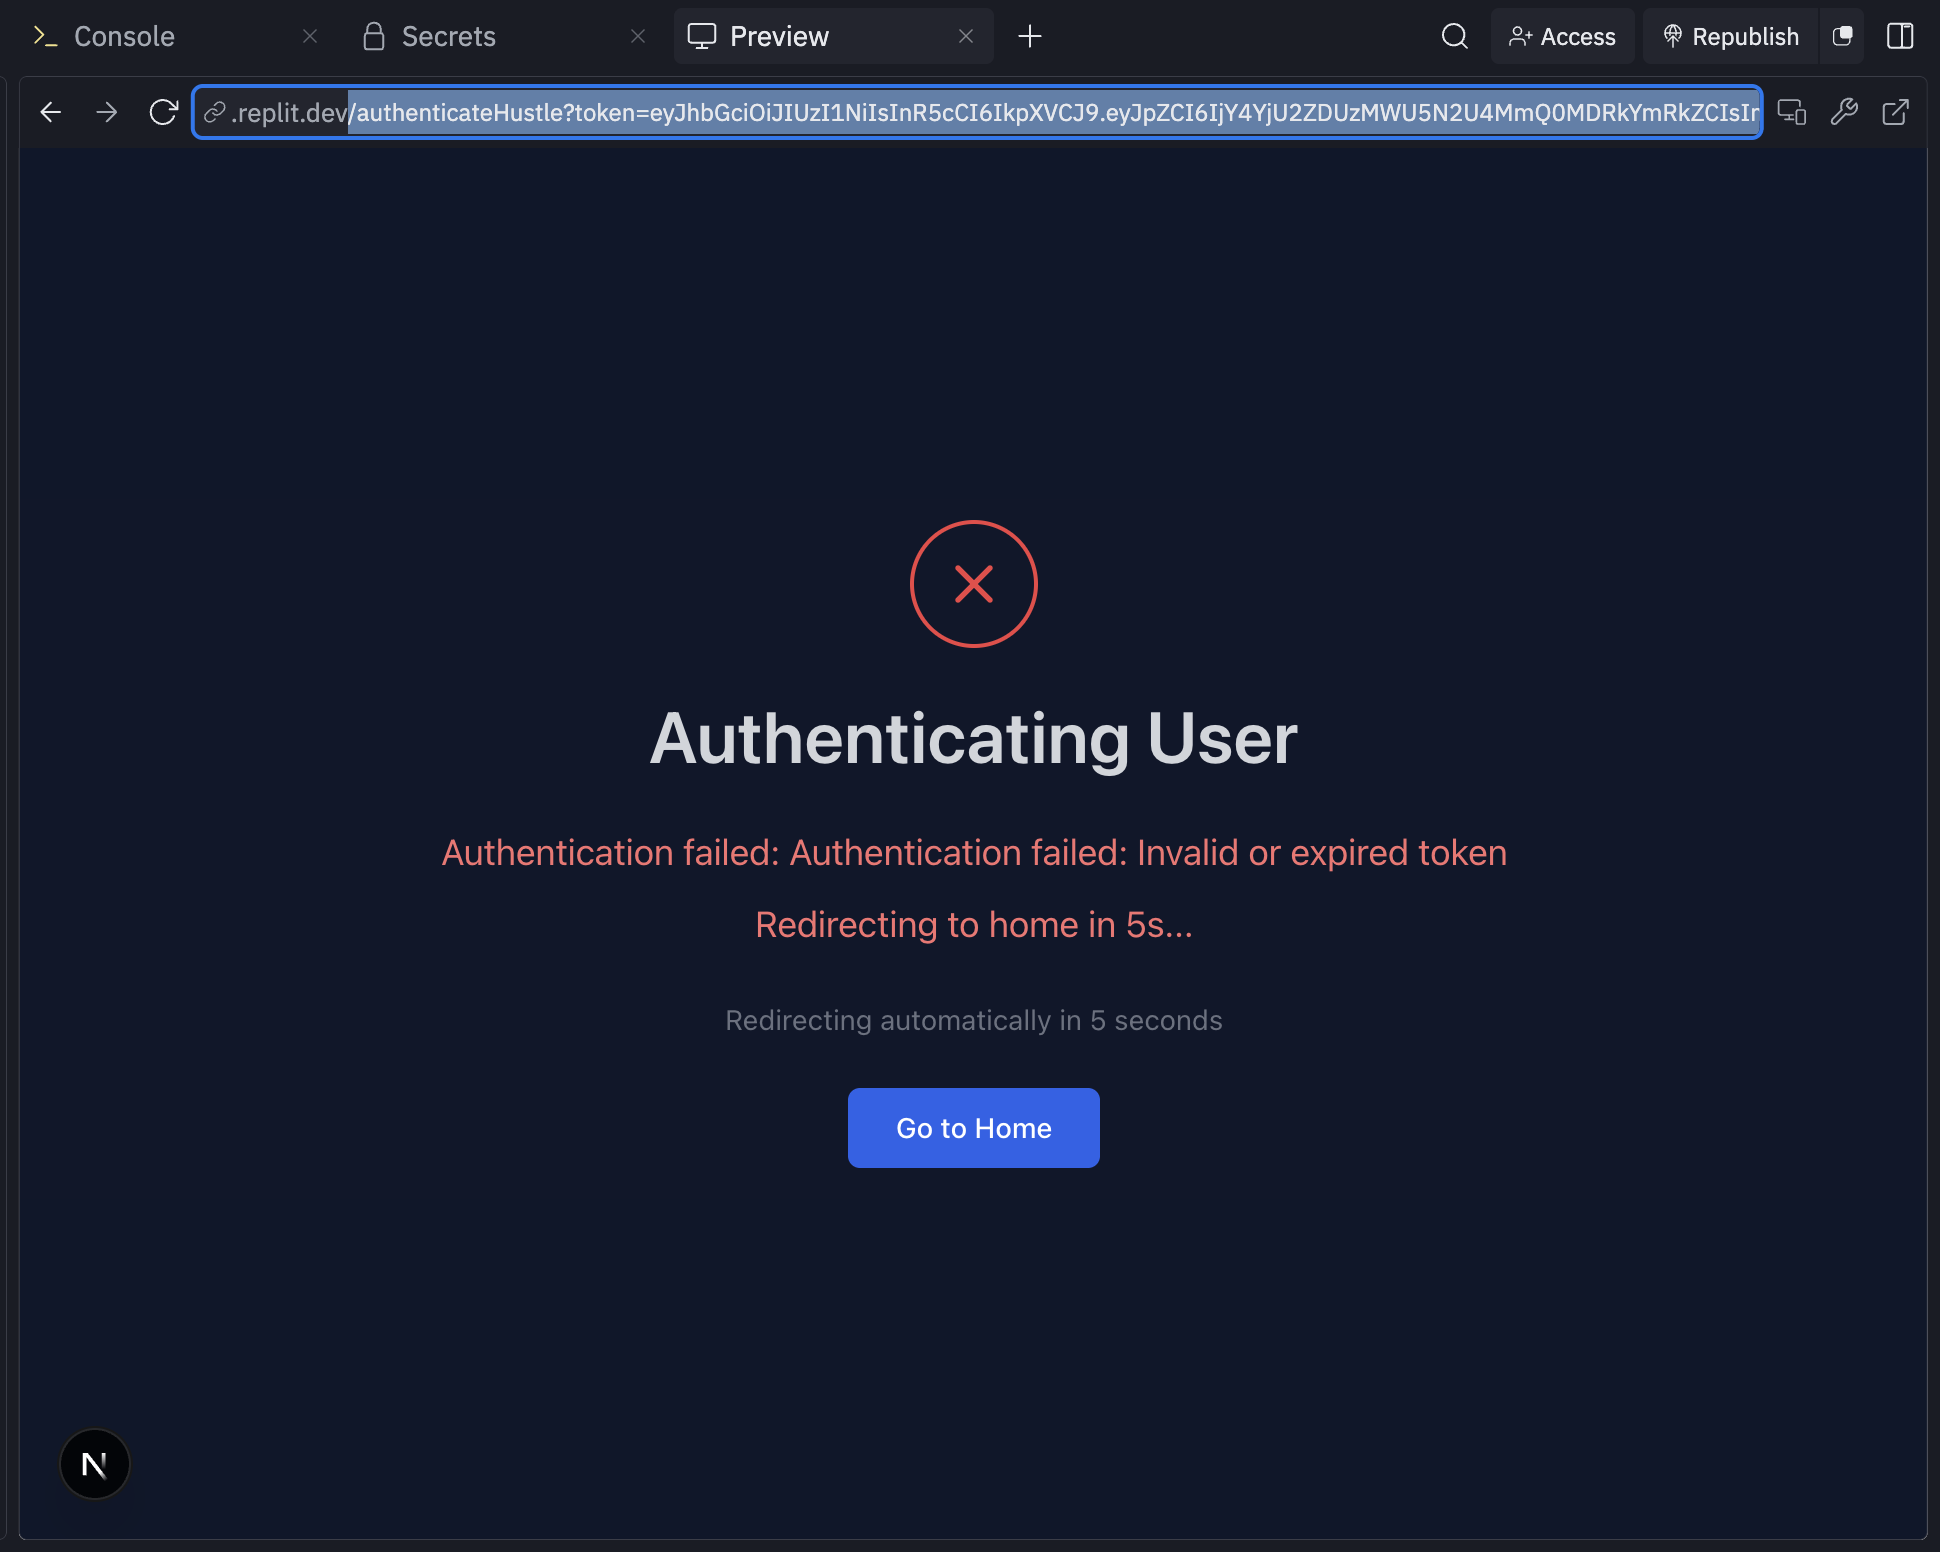 Console
Secrets
Preview
Access
Republish
.replit.dev/authenticateHustle?token=eyJhbGciOiJIUzI1NiIsInR5cCI6IkpXVCJ9.eyJpZCI6IjY4YjU2ZDUzMWU5N2U4MmQ0MDRkYmRkZCIsIr
Authenticating User
Authentication failed: Authentication failed: Invalid or expired token
Redirecting to home in 5s...
Redirecting automatically in 5 seconds
Go to Home
N